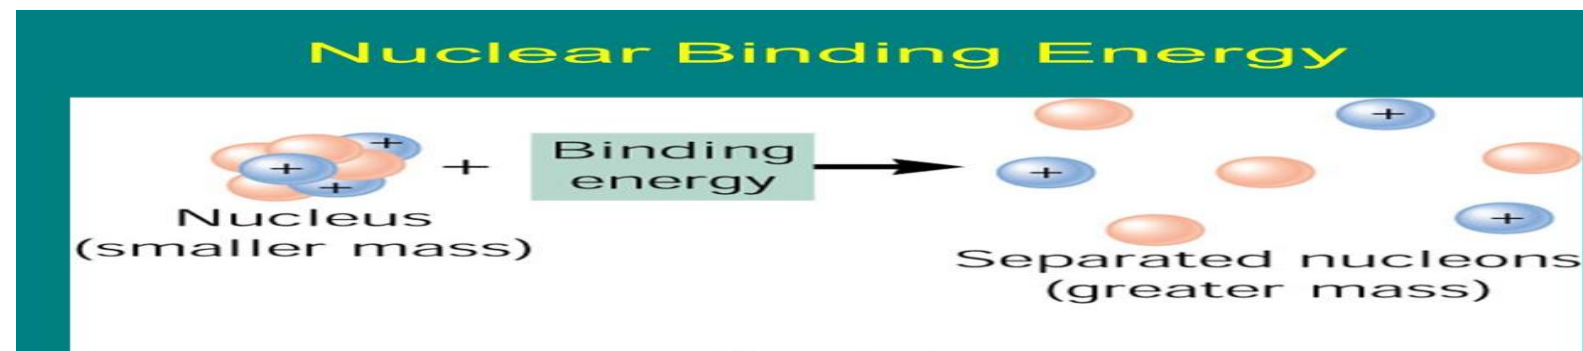 Nuclear Binding Energy
+
+
+
+
Binding
energy
Nucleus
(smaller mass)
+
+
+
Separated nucleons
(greater mass)